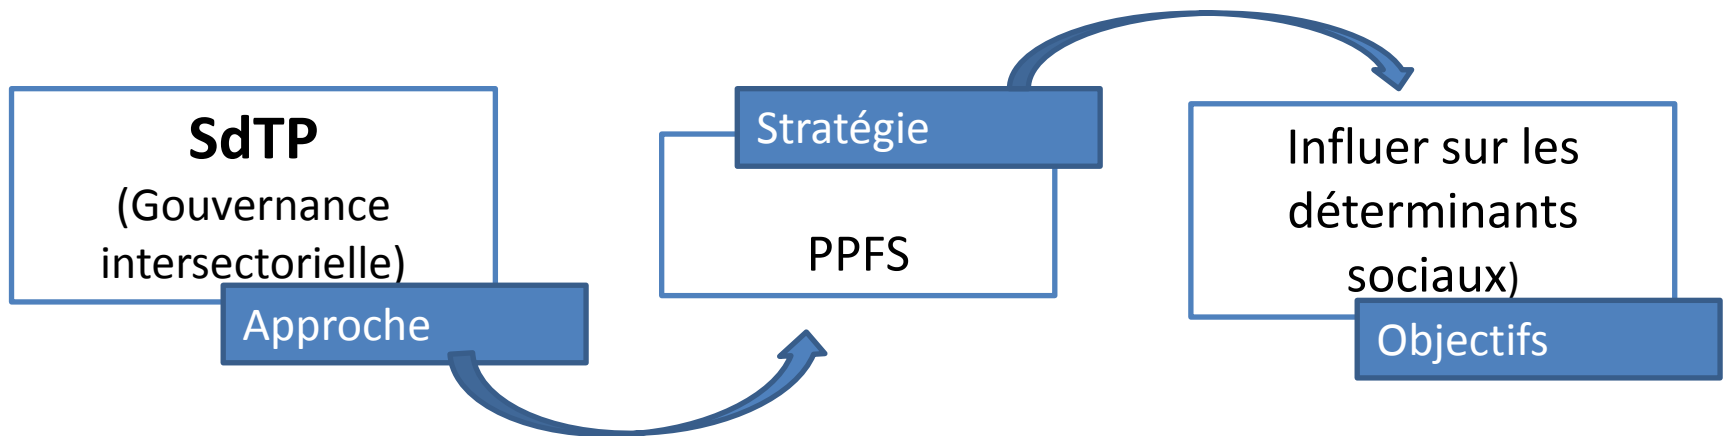 SdTP
(Gouvernance
intersectorielle)
Approche
Stratégie
PPFS
Influer sur les
déterminants
sociaux)
Objectifs